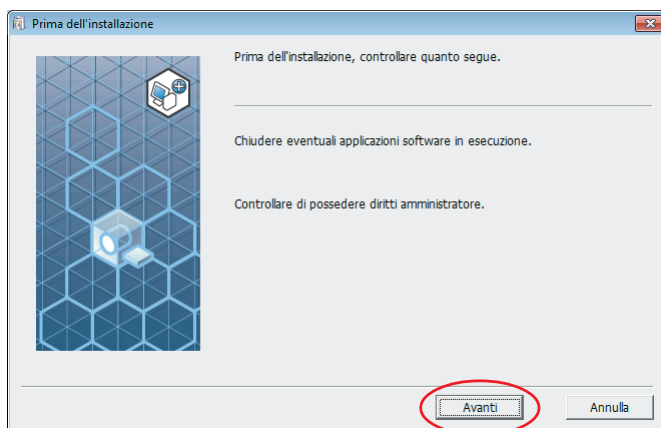 Prima dell'installazione
Prima dell'installazione, controllare quanto segue.
Chiudere eventuali applicazioni software in esecuzione.
Controllare di possedere diritti amministratore.
Avanti
Annulla